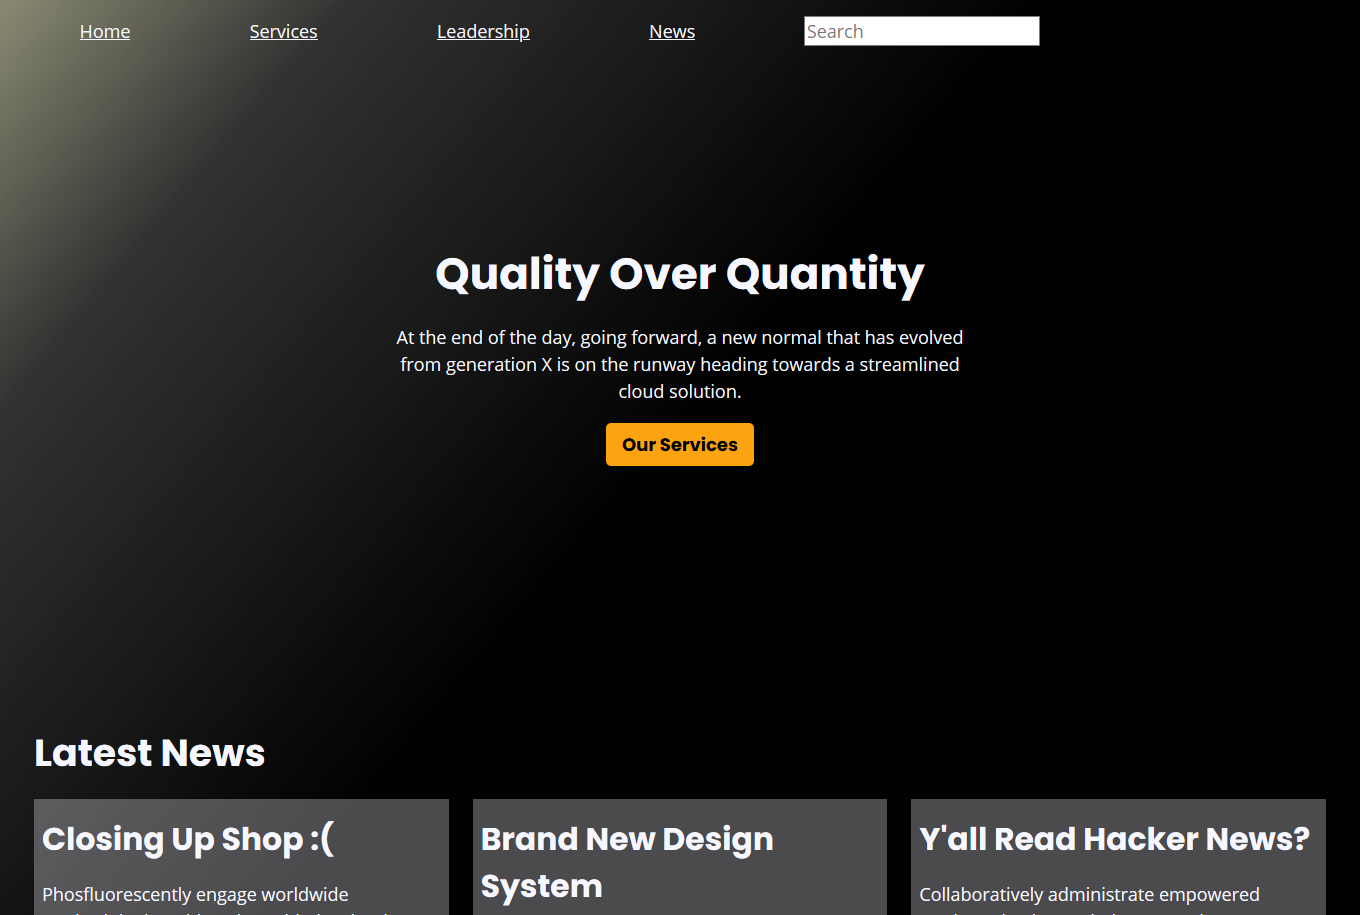 Home Services Leadership News Search
Quality Over Quantity
At the end of the day, going forward, a new normal that has evolved
from generation X is on the runway heading towards a streamlined
cloud solution.
Our Services
Latest News
Closing Up Shop :(
Phosfluorescently engage worldwide
Brand New Design
System
Y'all Read Hacker News?
Collaboratively administrate empowered